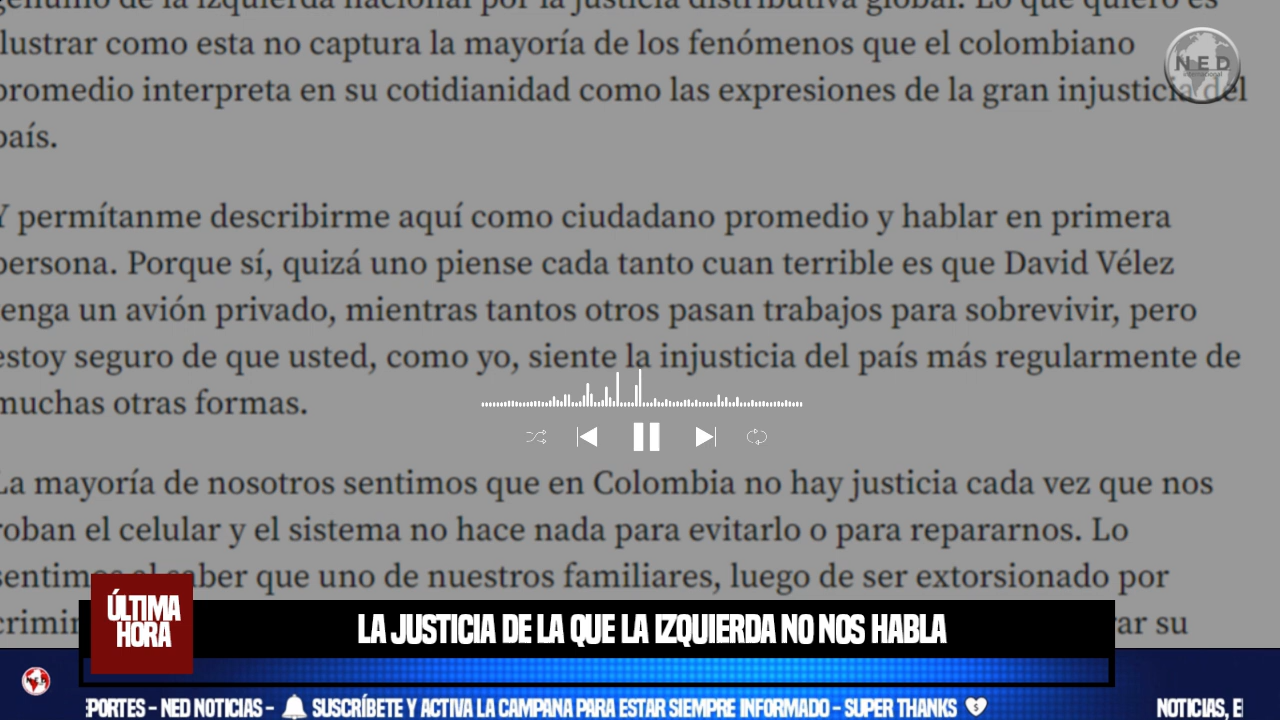 genuino de la izquierda nacional por la justicia distributiva global. Lo que quiero es
ilustrar como esta no captura la mayoría de los fenómenos que el colombiano
promedio interpreta en su cotidianidad como las expresiones de la gran injusticia del
país.
NED
International
Y permítanme describirme aquí como ciudadano promedio y hablar en primera
persona. Porque sí, quizá uno piense cada tanto cuan terrible es que David Vélez
tenga un avión privado, mientras tantos otros pasan trabajos para sobrevivir, pero
estoy seguro de que usted, como yo, siente la injusticia del país más regularmente de
muchas otras formas.
La mayoría de nosotros sentimos que en Colombia no hay justicia cada vez que nos
roban el celular y el sistema no hace nada para evitarlo o para repararnos. Lo
sentimos al saber que uno de nuestros familiares, luego de ser extorsionado por
su
ÚLTIMA
HORA
LA JUSTICIA DE LA QUE LA IZQUIERDA NO NOS HABLA
PORTES - NED NOTICIAS - SUSCRÍBETE Y ACTIVA LA CAMPANA PARA ESTAR SIEMPRE INFORMADO - SUPER THANKS NOTICIAS,